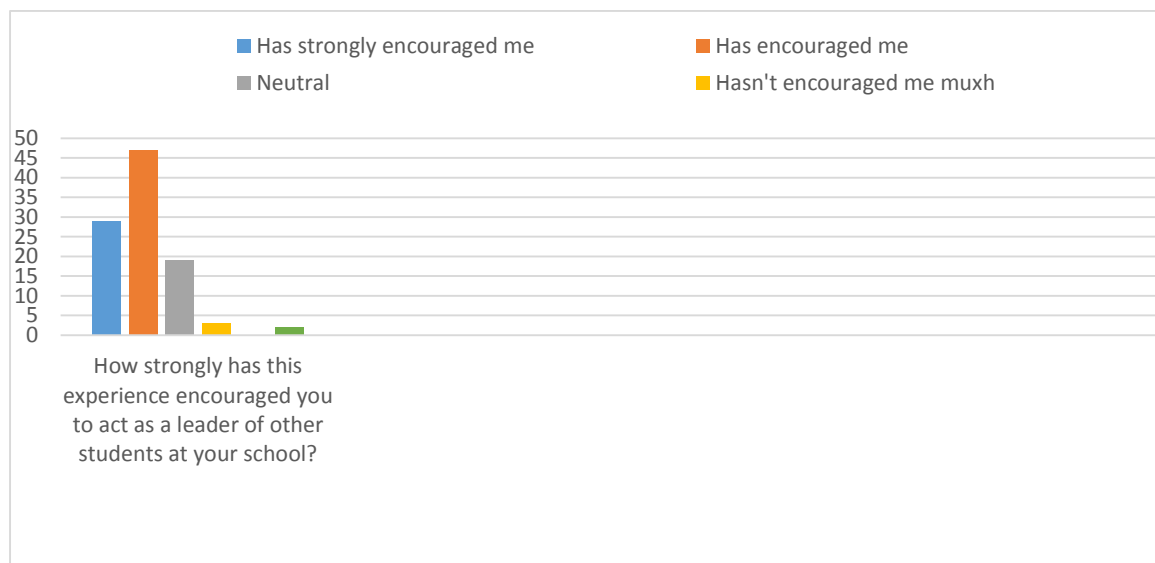 Has strongly encouraged me
Has encouraged me
Neutral
Hasn't encouraged me muxh
50
45
40
35
30
25
20
15
10
5
0
How strongly has this
experience encouraged you
to act as a leader of other
students at your school?